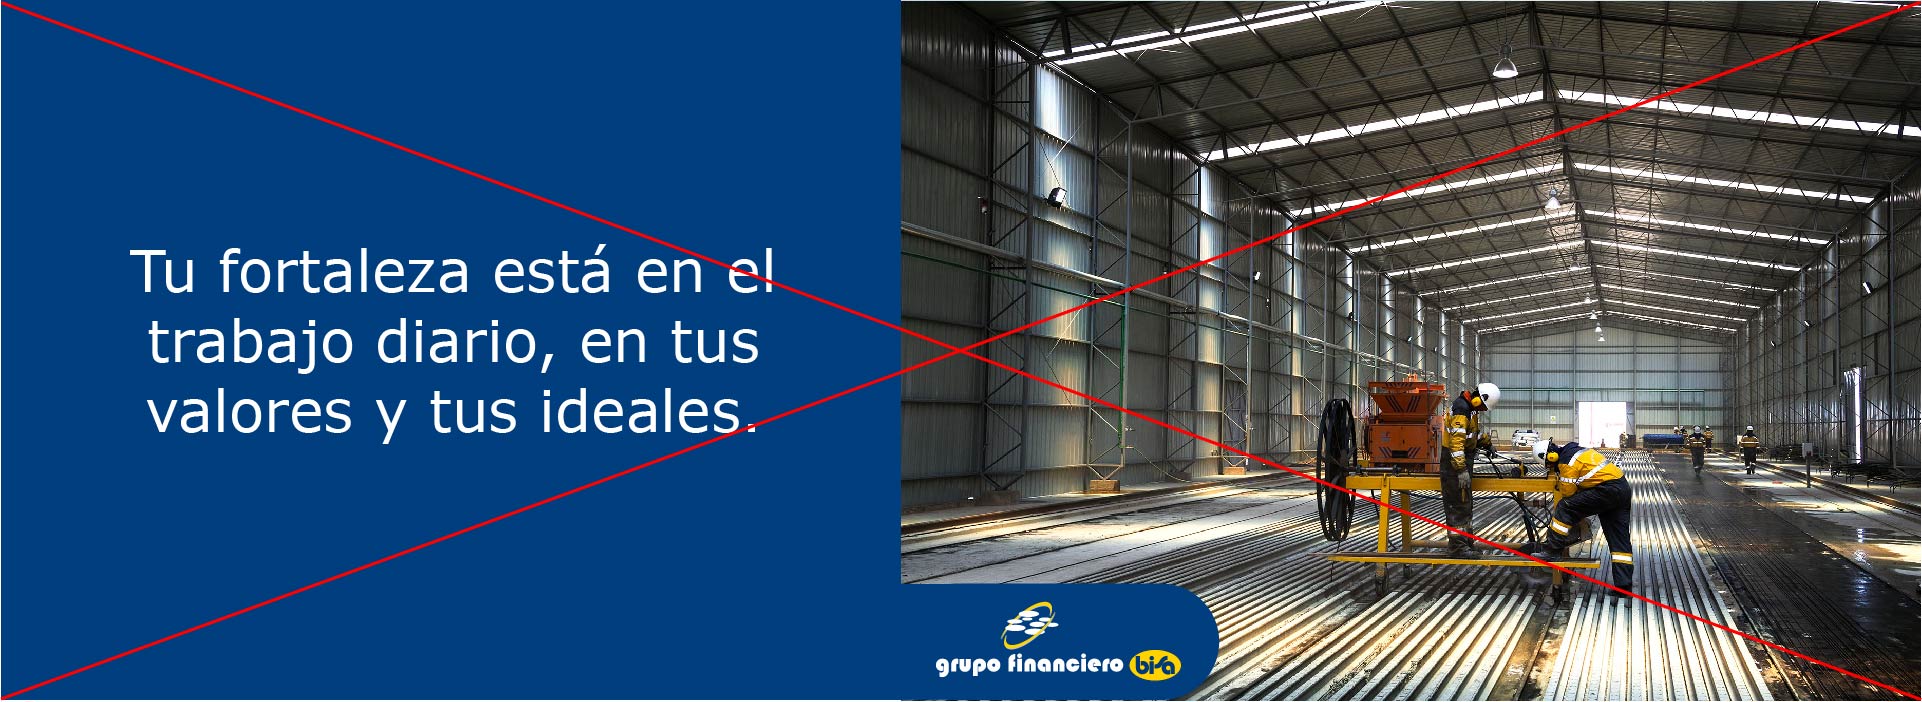 Tu fortaleza está en el
trabajo diario, en tus
valores y tus ideales.
grupo financiero bisa